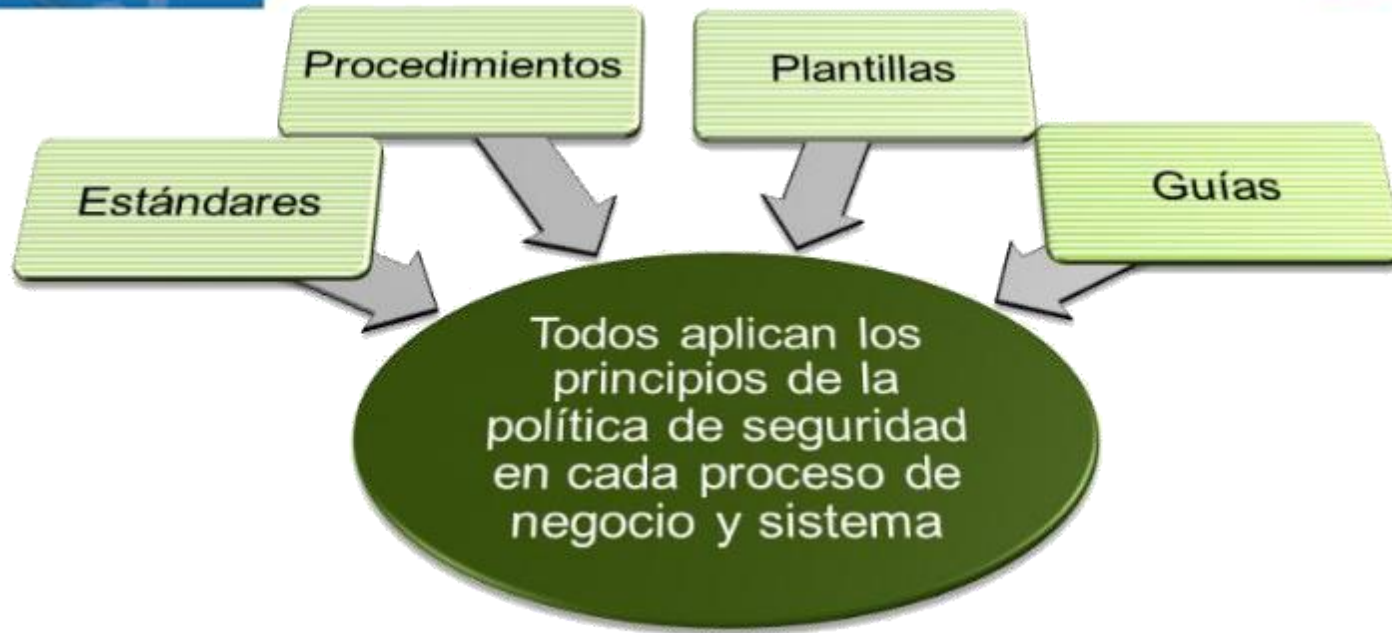 Procedimientos
Plantillas
Estándares
Guías
Todos aplican los
principios de la
política de seguridad
en cada proceso de
negocio y sistema